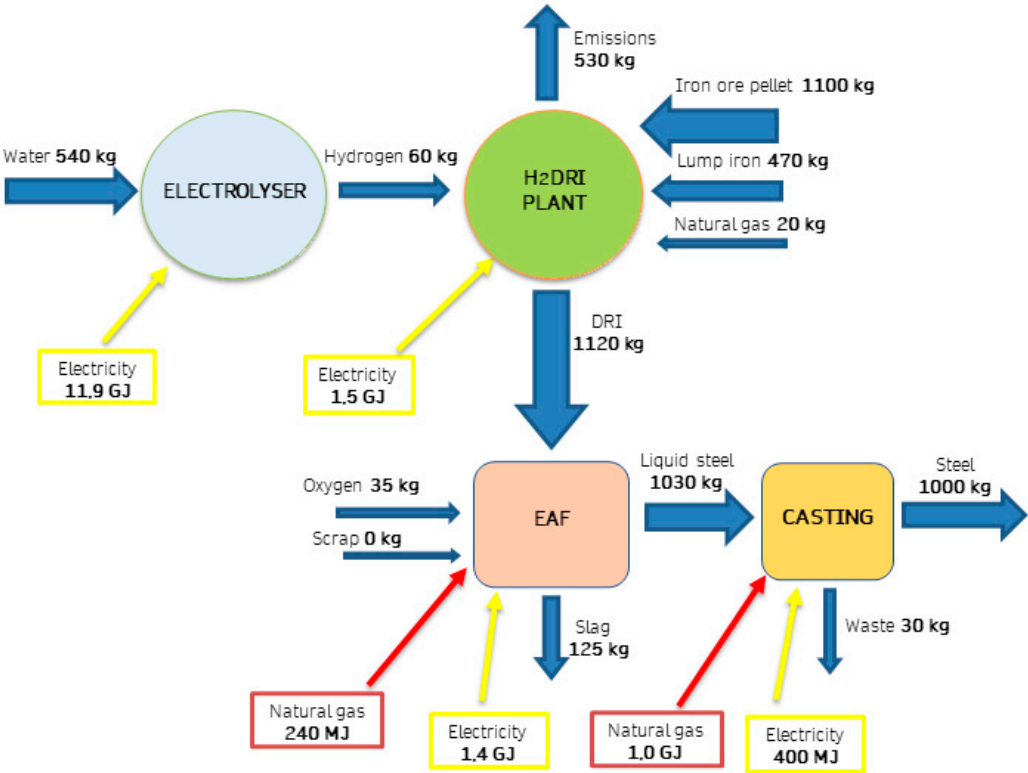 Emissions
530 kg
Iron ore pellet 1100 kg
Water 540 kg
Hydrogen 60 kg
Lump iron 470 kg
ELECTROLYSER
H2DRI
PLANT
Natural gas 20 kg
DRI
1120 kg
Electricity
11,9 GJ
Electricity
1,5 GJ
Liquid steel
1030 kg
Steel
1000 kg
Oxygen 35 kg
EAF
CASTING
Scrap 0 kg
Slag
125 kg
Waste 30 kg
Natural gas
240 MJ
Electricity
1,4 GJ
Natural gas
1,0 GJ
Electricity
400 MJ